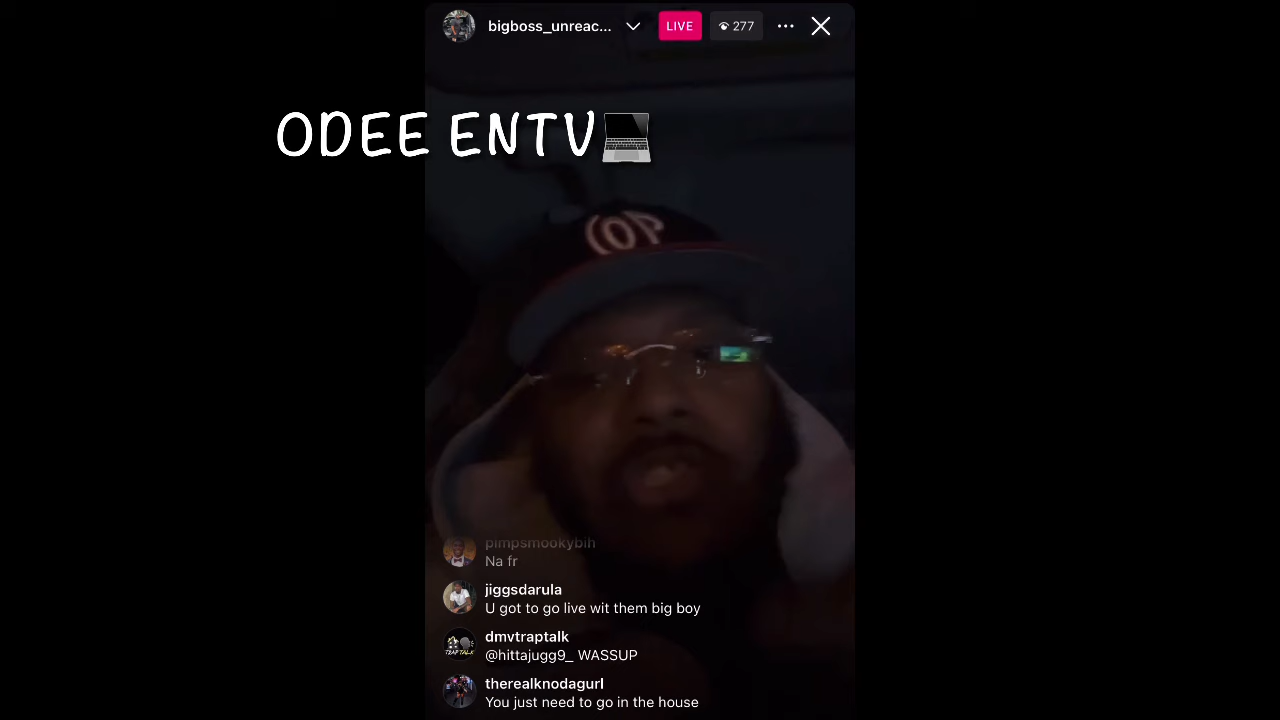 bigboss_unreac...
LIVE
277
ODEE ENTV
pimpsmookybih
Na fr
jiggsdarula
U got to go live wit them big boy
dmvtraptalk
@hittajugg9_ WASSUP
therealknodagurl
You just need to go in the house